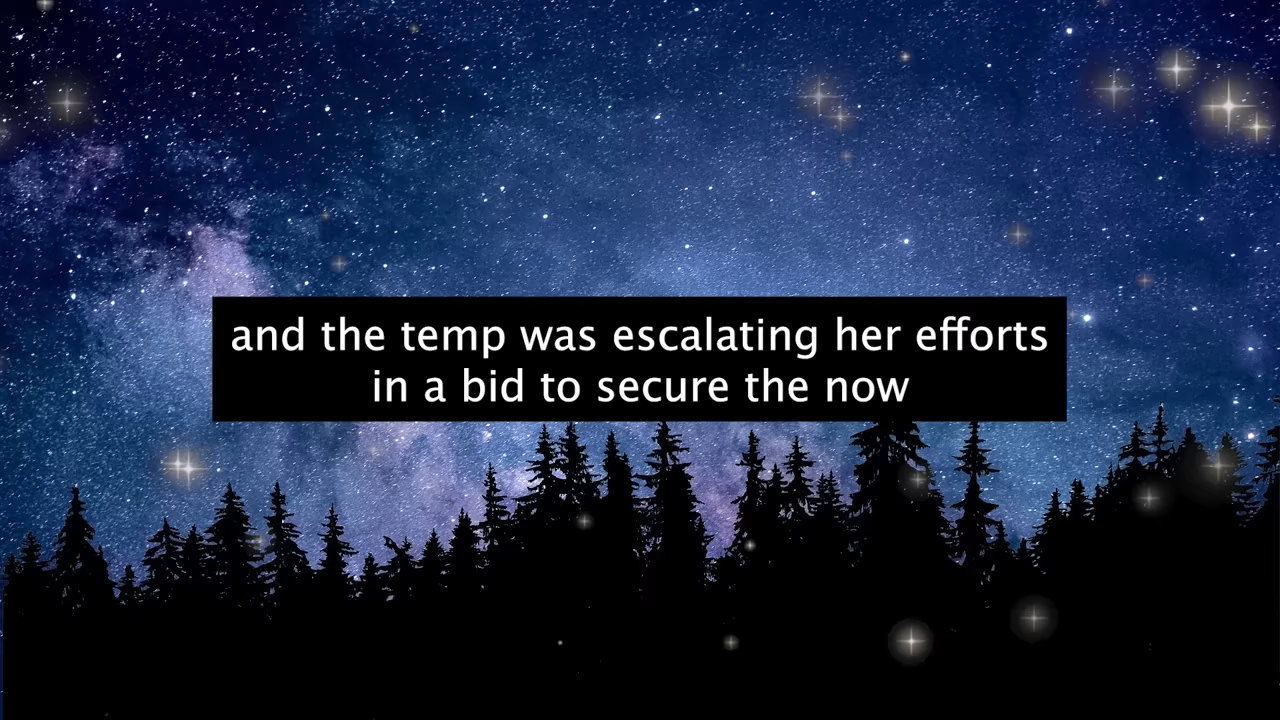 and the temp was escalating her efforts
in a bid to secure the now